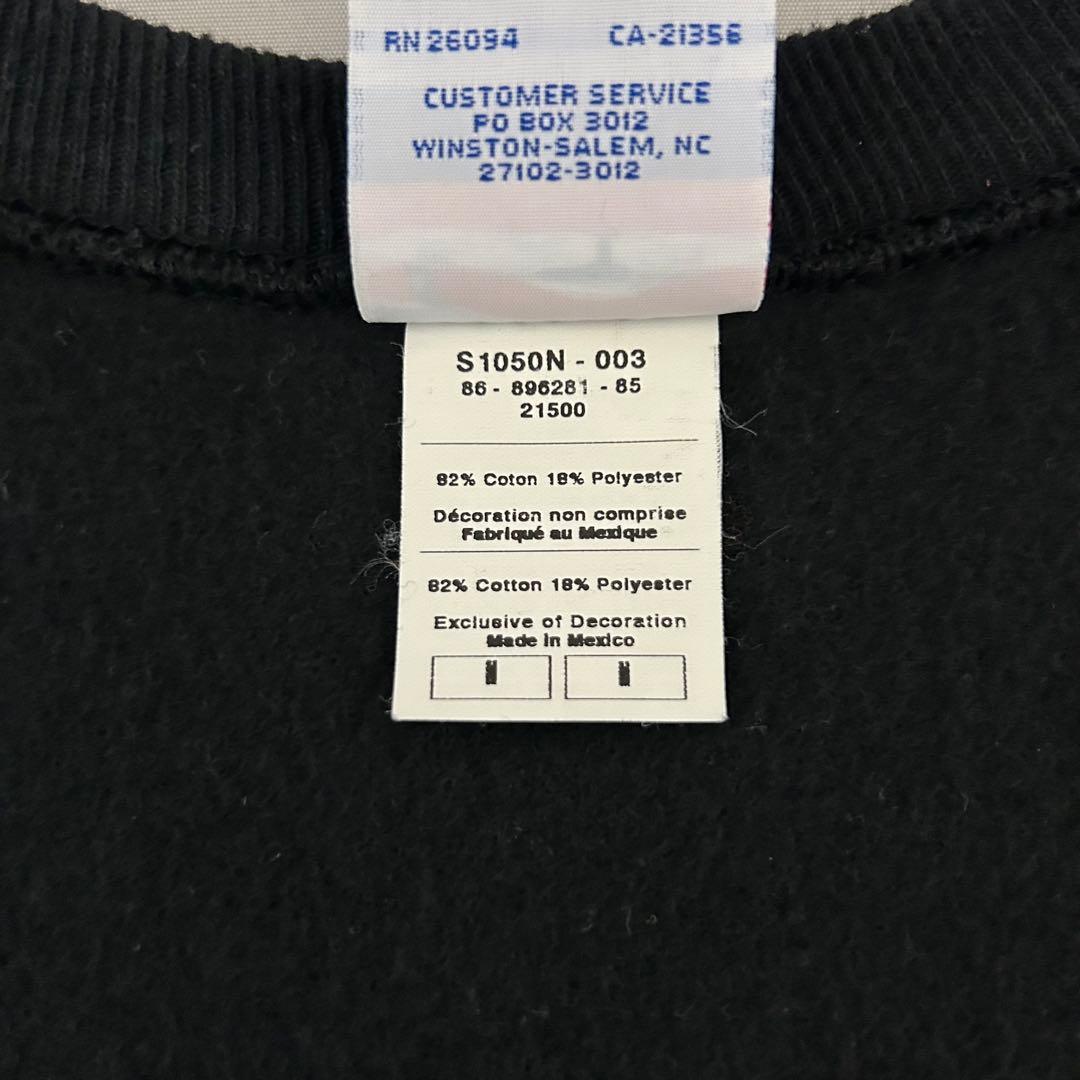 RN 26094 CA-21356
CUSTOMER SERVICE
PO BOX 3012
WINSTON-SALEM, NC
27102-3012
S1050N - 003
86 - 896281 - 85
21500
82% Coton 18% Polyester
Décoration non comprise
Fabriqué au Mexique
82% Cotton 18% Polyester
Exclusive of Decoration
Made in Mexico